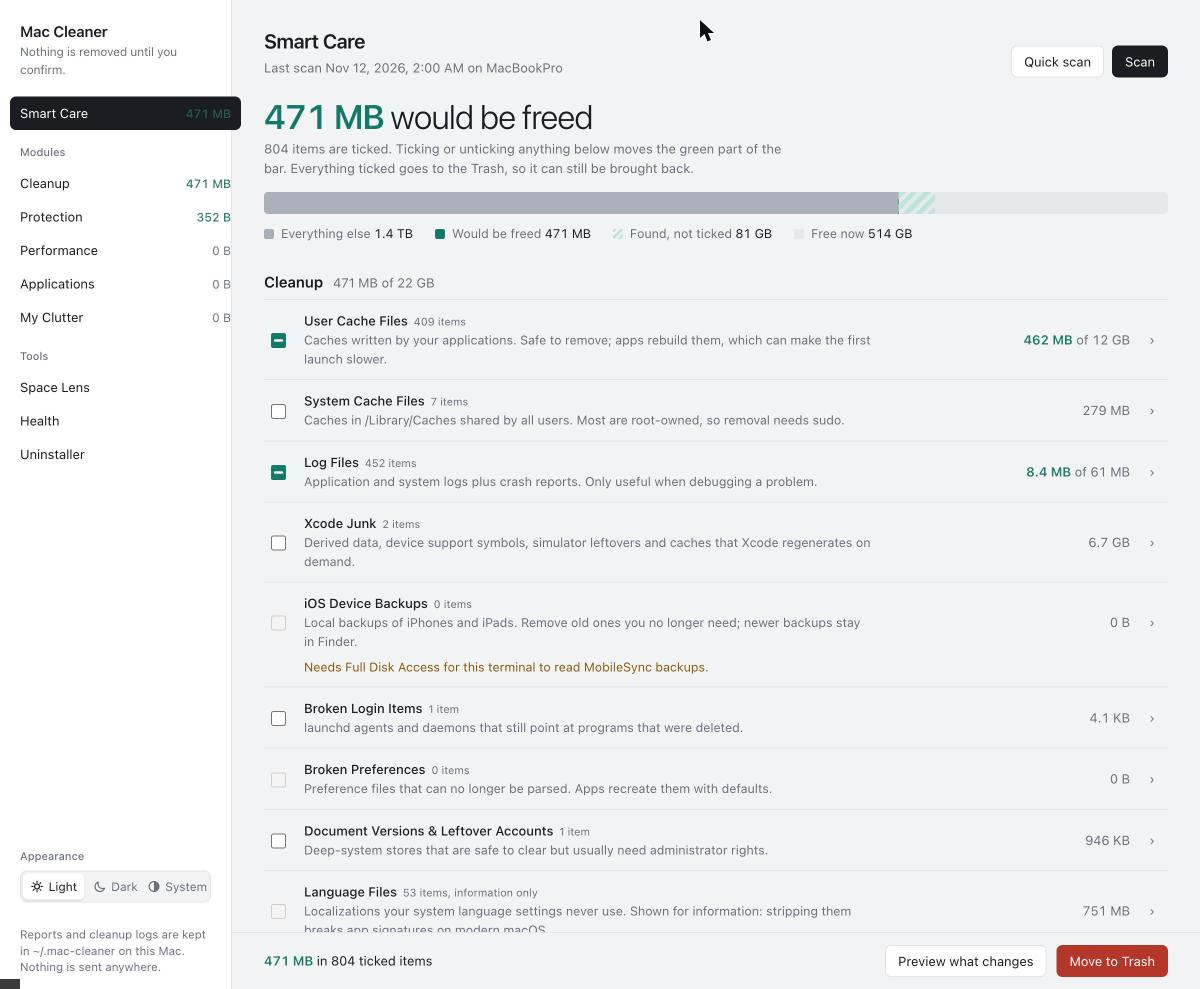 Mac Cleaner
Nothing is removed until you
confirm.
Smart Care 471 MB
Modules
Cleanup 471 MB
Protection 352 B
Performance 0 B
Applications 0 B
My Clutter 0 B
Tools
Space Lens
Health
Uninstaller
Appearance
Light Dark System
Reports and cleanup logs are kept
in ~/.mac-cleaner on this Mac.
Nothing is sent anywhere.
Smart Care
Last scan Nov 12, 2026, 2:00 AM on MacBookPro
Quick scan Scan
471 MB would be freed
804 items are ticked. Ticking or unticking anything below moves the green part of the
bar. Everything ticked goes to the Trash, so it can still be brought back.
Everything else 1.4 TB Would be freed 471 MB Found, not ticked 81 GB Free now 514 GB
Cleanup 471 MB of 22 GB
User Cache Files 409 items
Caches written by your applications. Safe to remove; apps rebuild them, which can make the first
launch slower.
462 MB of 12 GB ›
System Cache Files 7 items
Caches in /Library/Caches shared by all users. Most are root-owned, so removal needs sudo.
279 MB ›
Log Files 452 items
Application and system logs plus crash reports. Only useful when debugging a problem.
8.4 MB of 61 MB ›
Xcode Junk 2 items
Derived data, device support symbols, simulator leftovers and caches that Xcode regenerates on
demand.
6.7 GB ›
iOS Device Backups 0 items
Local backups of iPhones and iPads. Remove old ones you no longer need; newer backups stay
in Finder.
Needs Full Disk Access for this terminal to read MobileSync backups.
0 B ›
Broken Login Items 1 item
launchd agents and daemons that still point at programs that were deleted.
4.1 KB ›
Broken Preferences 0 items
Preference files that can no longer be parsed. Apps recreate them with defaults.
0 B ›
Document Versions & Leftover Accounts 1 item
Deep-system stores that are safe to clear but usually need administrator rights.
946 KB ›
Language Files 53 items, information only
Localizations your system language settings never use. Shown for information: stripping them
breaks app signatures on modern macOS.
751 MB ›
471 MB in 804 ticked items
Preview what changes Move to Trash